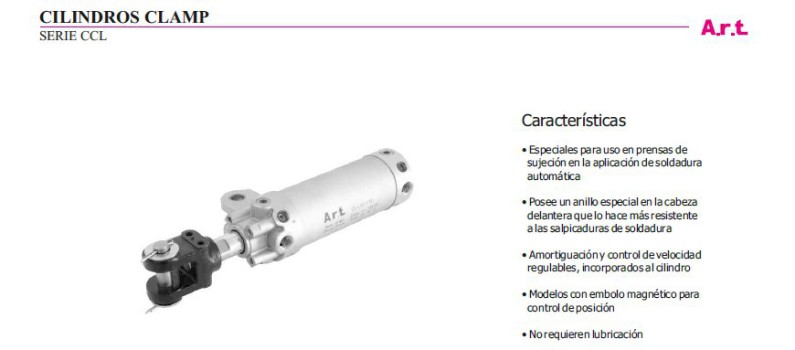 CILINDROS CLAMP
SERIE CCL
A.r.t.
Características
• Especiales para uso en prensas de
sujeción en la aplicación de soldadura
automática
• Posee un anillo especial en la cabeza
delantera que lo hace más resistente
a las salpicaduras de soldadura
• Amortiguación y control de velocidad
regulables, incorporados al cilindro
• Modelos con embolo magnético para
control de posición
• No requieren lubricación
A.r.t.